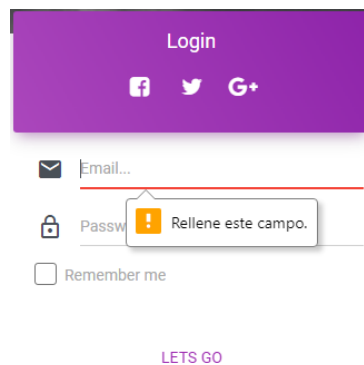 Login
Email...
Rellene este campo.
Passw
Remember me
LETS GO